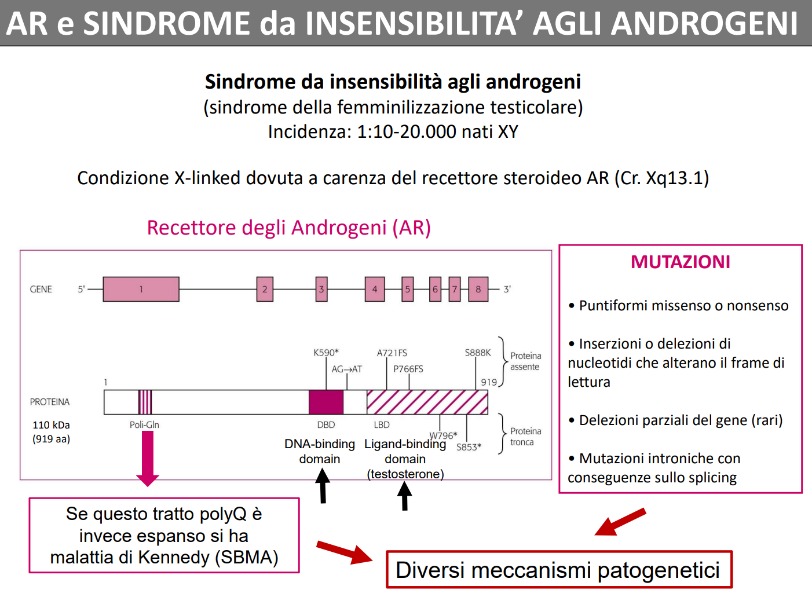 AR e SINDROME da INSENSIBILITA’ AGLI ANDROGENI
Sindrome da insensibilità agli androgeni
(sindrome della femminilizzazione testicolare)
Incidenza: 1:10-20.000 nati XY
Condizione X-linked dovuta a carenza del recettore steroideo AR (Cr. Xq13.1)
Recettore degli Androgeni (AR)
GENE
5'
1
2
3
4
5
6
7
8
3'
K590*
AG→AT
A721FS
P766FS
S888K
Proteina
assente
1
919
PROTEINA
110 kDa
(919 aa)
Poli-Gln
DBD
LBD
W796*
S853*
Proteina
tronca
DNA-binding
domain
Ligand-binding
domain
(testosterone)
MUTAZIONI
• Puntiformi missenso o nonsenso
• Inserzioni o delezioni di
nucleotidi che alterano il frame di
lettura
• Delezioni parziali del gene (rari)
• Mutazioni introniche con
conseguenze sullo splicing
Se questo tratto polyQ è
invece espanso si ha
malattia di Kennedy (SBMA)
Diversi meccanismi patogenetici